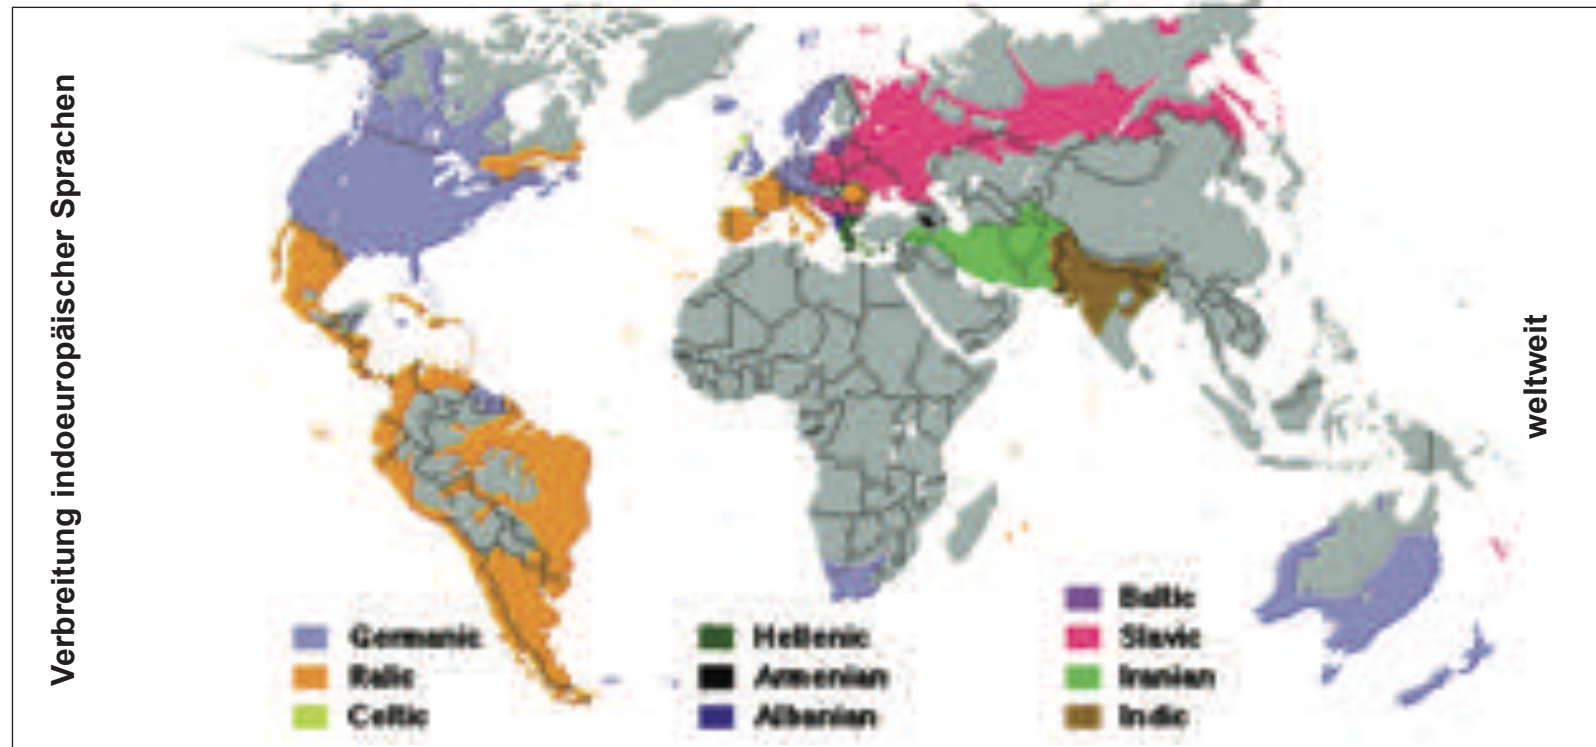 Verbreitung indoeuropäischer Sprachen
weltweit
Germanic
Italic
Celtic
Hellenic
Armenian
Albanian
Baltic
Slavic
Iranian
Indic